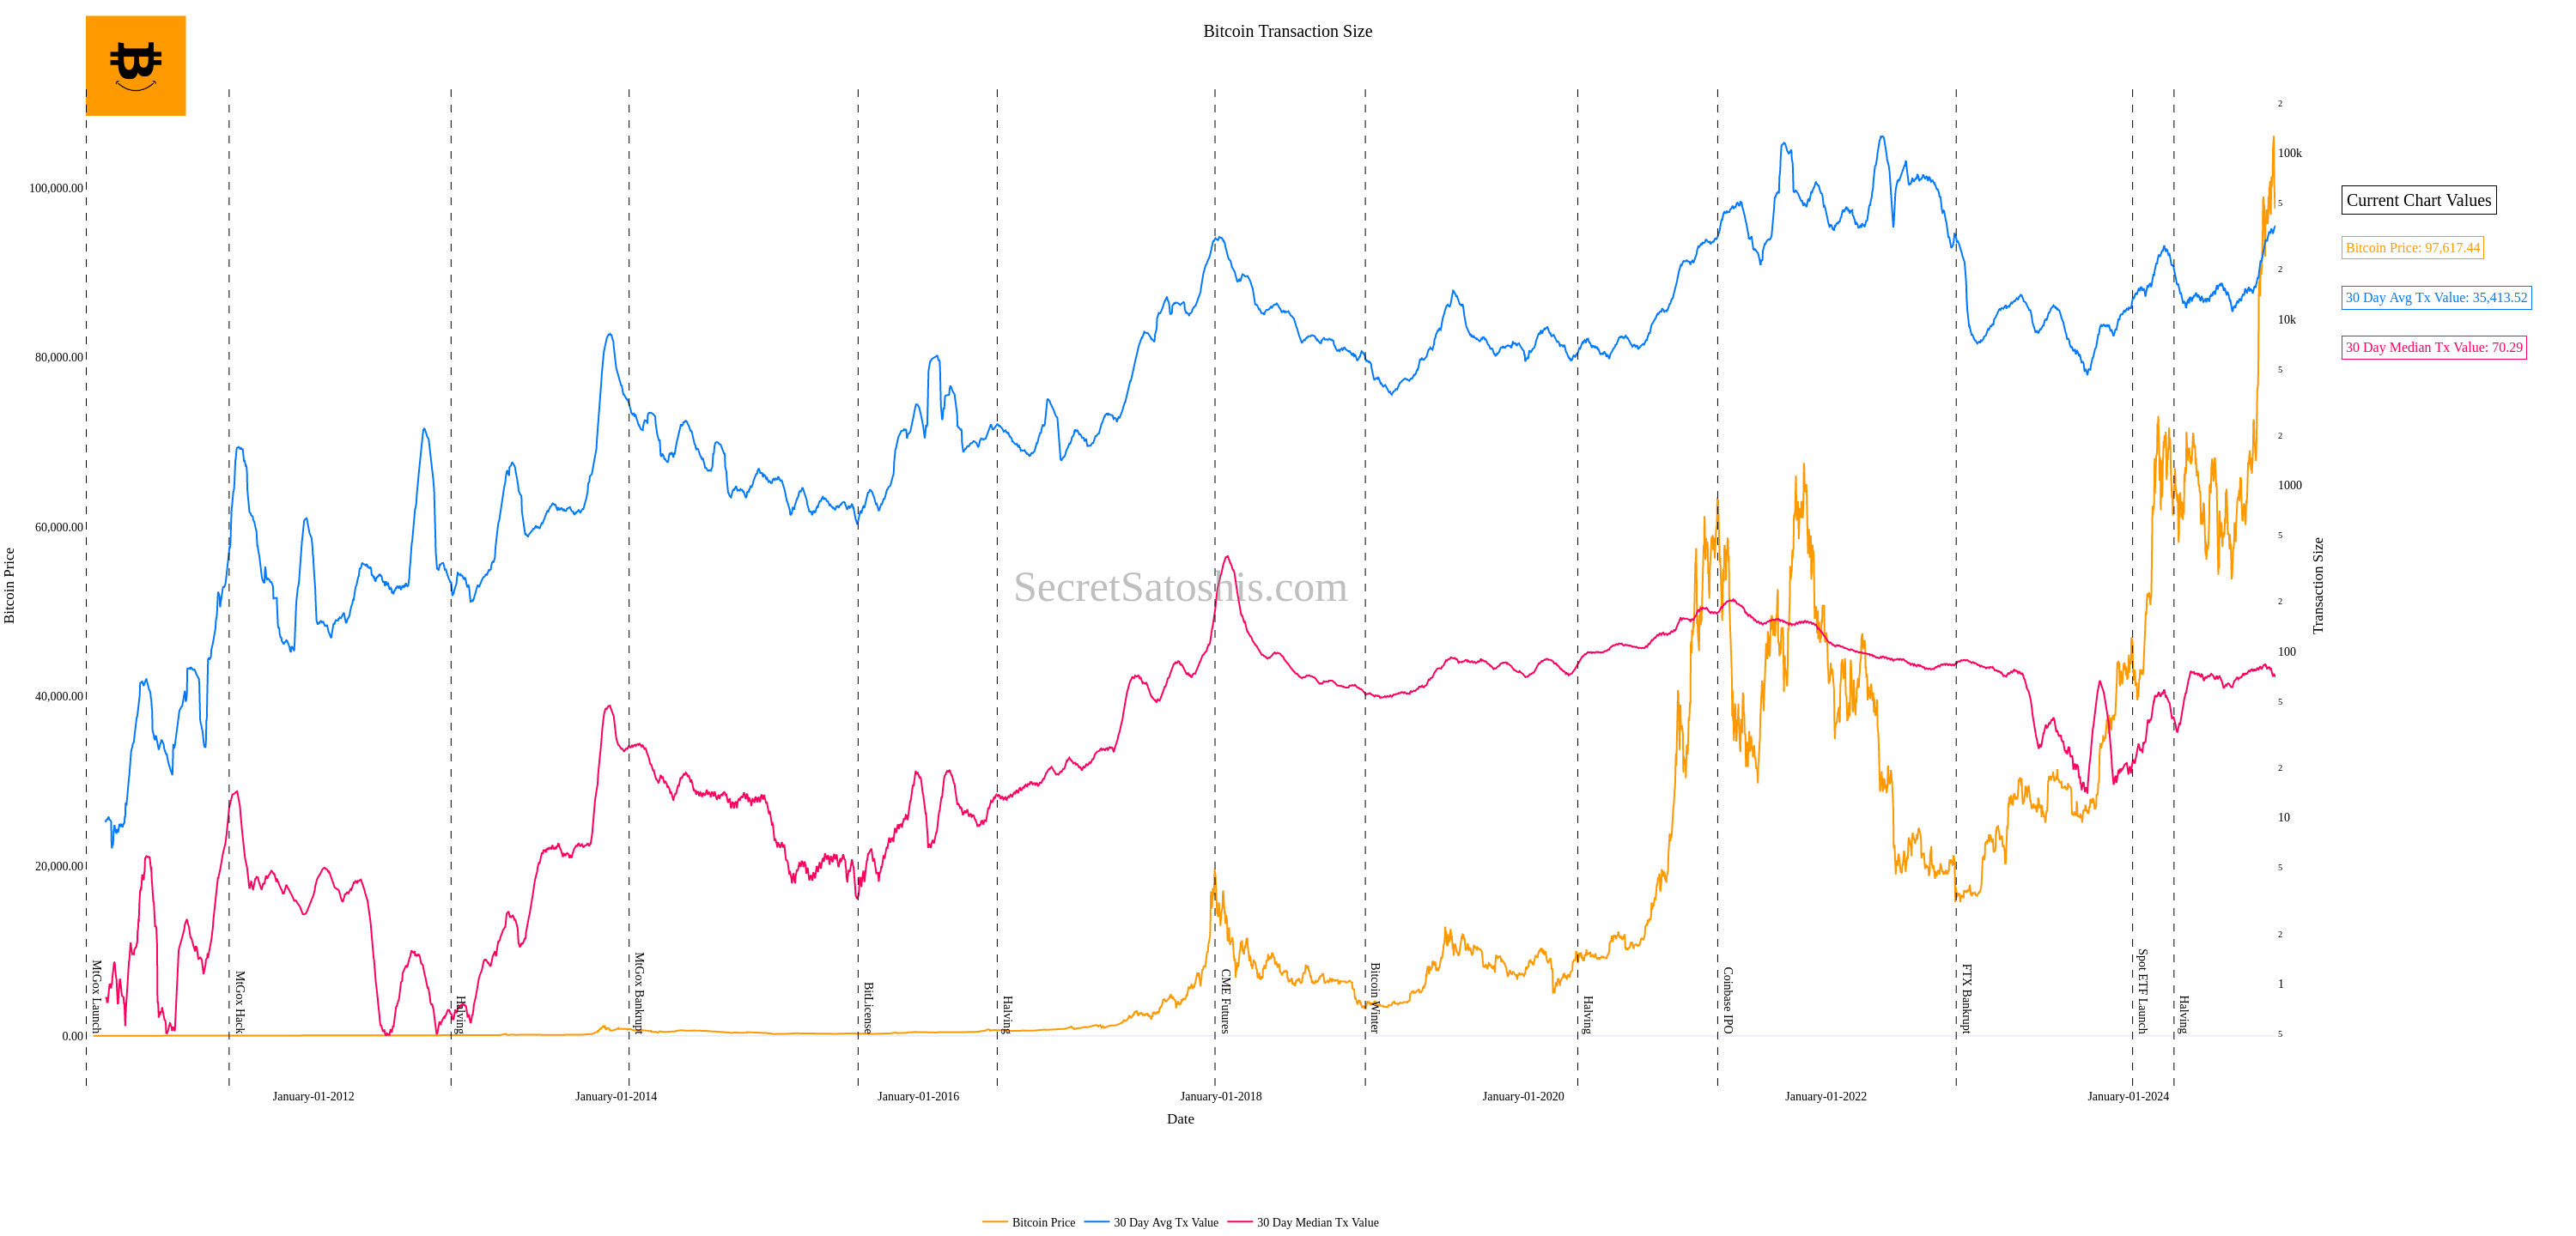 Bitcoin Transaction Size
2
100k
5
2
10k
5
2
1000
5
2
100
5
2
10
5
2
1
5
100,000.00
80,000.00
60,000.00
40,000.00
20,000.00
0.00
Bitcoin Price
Transaction Size
Current Chart Values
Bitcoin Price: 97,617.44
30 Day Avg Tx Value: 35,413.52
30 Day Median Tx Value: 70.29
SecretSatoshis.com
MtGox Launch
MtGox Hack
Halving
MtGox Bankrupt
BitLicense
Halving
CME Futures
Bitcoin Winter
Halving
Coinbase IPO
FTX Bankrupt
Spot ETF Launch
Halving
January-01-2012
January-01-2014
January-01-2016
January-01-2018
January-01-2020
January-01-2022
January-01-2024
Date
Bitcoin Price
30 Day Avg Tx Value
30 Day Median Tx Value